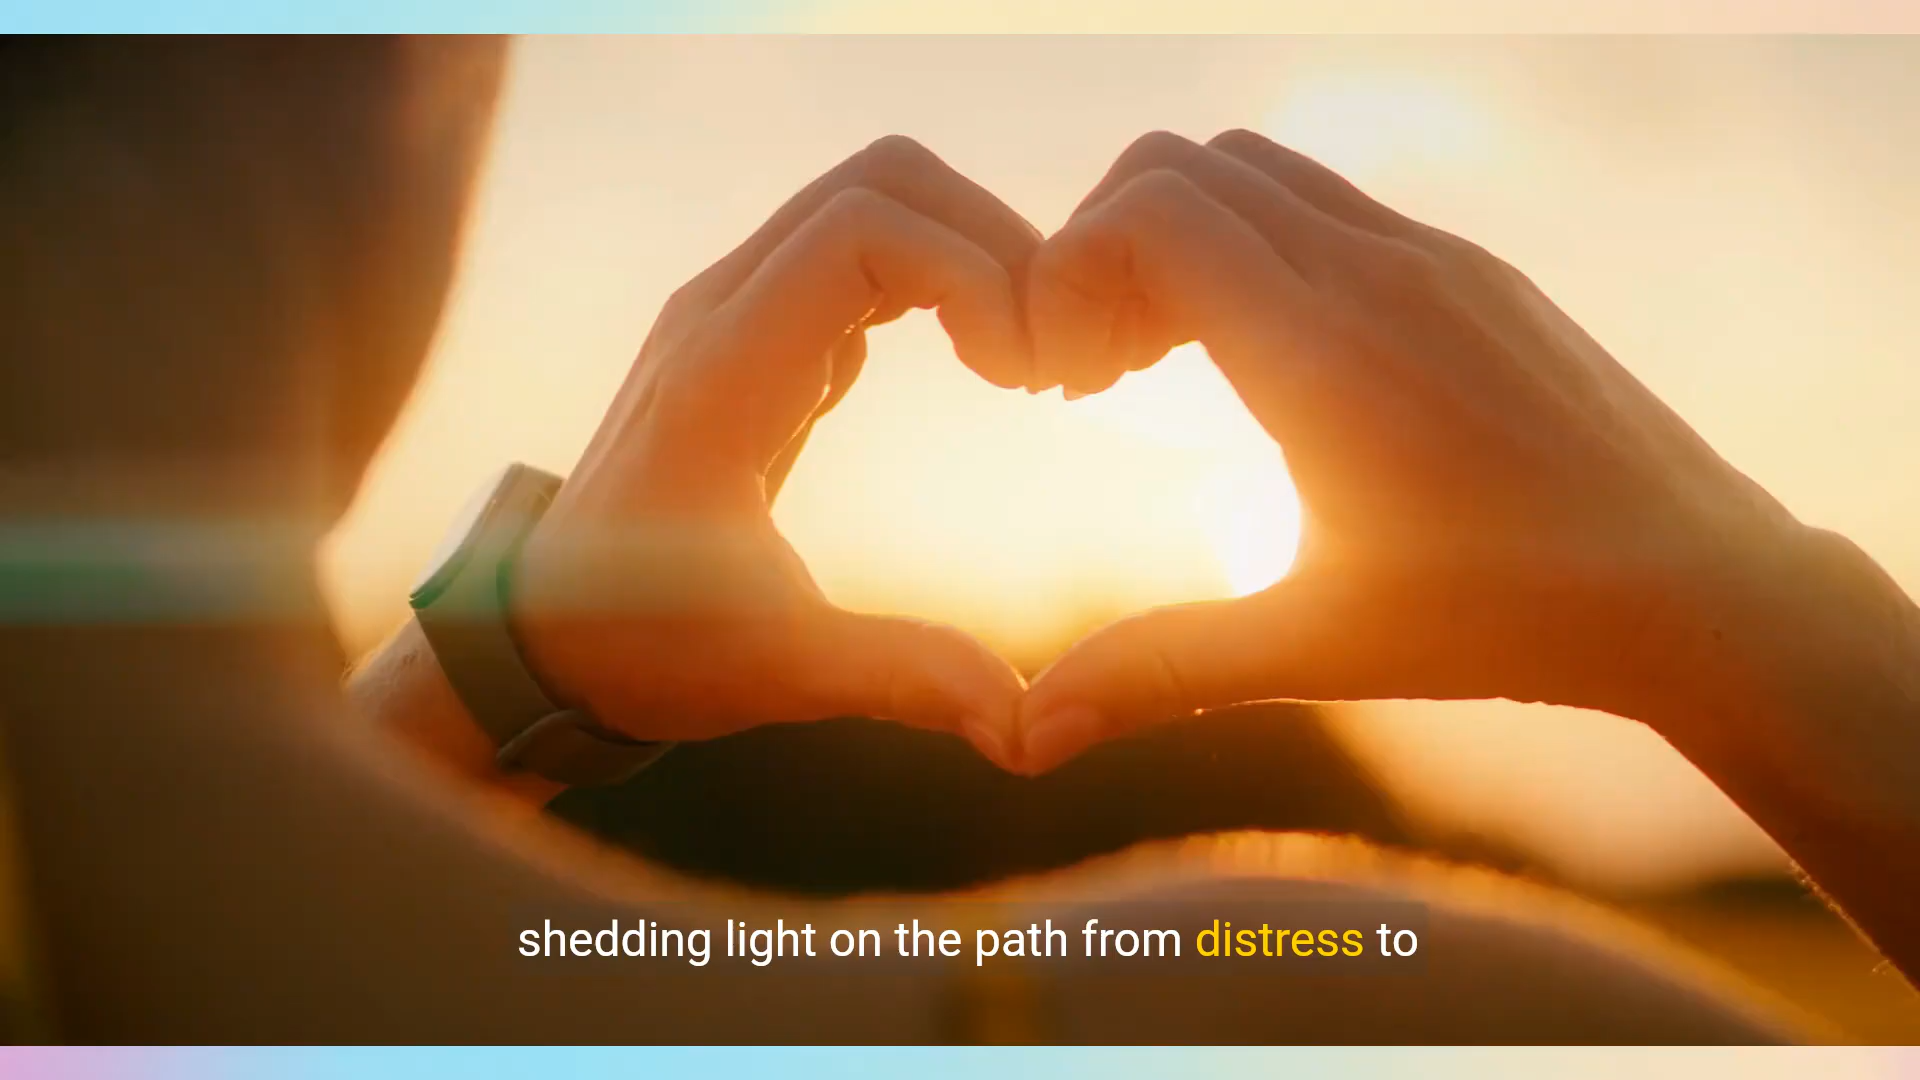 shedding light on the path from distress to